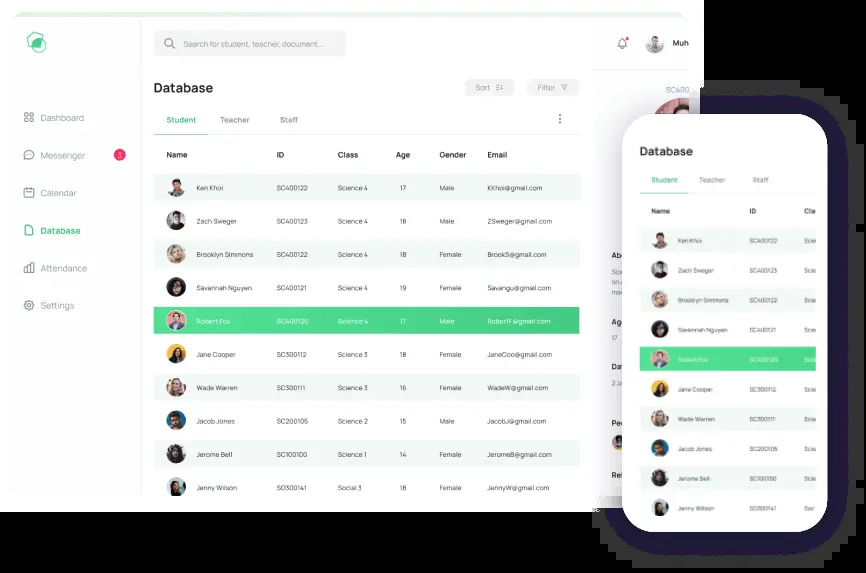 Search for student, teacher, document...
Muh
Database
Sort
Filter
SC400
Dashboard
Messenger 3
Calendar
Database
Attendance
Settings
Student Teacher Staff
Name ID Class Age Gender Email
Ken Khoi SC400122 Science 4 17 Male KKhoi@gmail.com
Zach Sweger SC400123 Science 4 18 Male ZSweger@gmail.com
Brooklyn Simmons SC400122 Science 4 18 Female BrookS@gmail.com
Savannah Nguyen SC400121 Science 4 19 Female Savangu@gmail.com
Robert Fox SC400120 Science 4 17 Male RobertF@gmail.com
Jane Cooper SC300112 Science 3 18 Female JaneCoo@gmail.com
Wade Warren SC300111 Science 3 16 Female WadeW@gmail.com
Jacob Jones SC200105 Science 2 15 Male JacobJ@gmail.com
Jerome Bell SC100100 Science 1 14 Female JeromeB@gmail.com
Jenny Wilson SO300141 Social 3 18 Female JennyW@gmail.com
Ab
Scie
on
mar
Ag
17
Da
2 Ja
Pe
Rel
Database
Student Teacher Staff
Name ID Cla
Ken Khoi SC400122 Scie
Zach Sweger SC400123 Scie
Brooklyn Simmons SC400122 Scie
Savannah Nguyen SC400121 Scie
Robert Fox SC400120 Scie
Jane Cooper SC300112 Scie
Wade Warren SC300111 Scie
Jacob Jones SC200105 Scie
Jerome Bell SC100100 Scie
Jenny Wilson SO300141 Soci